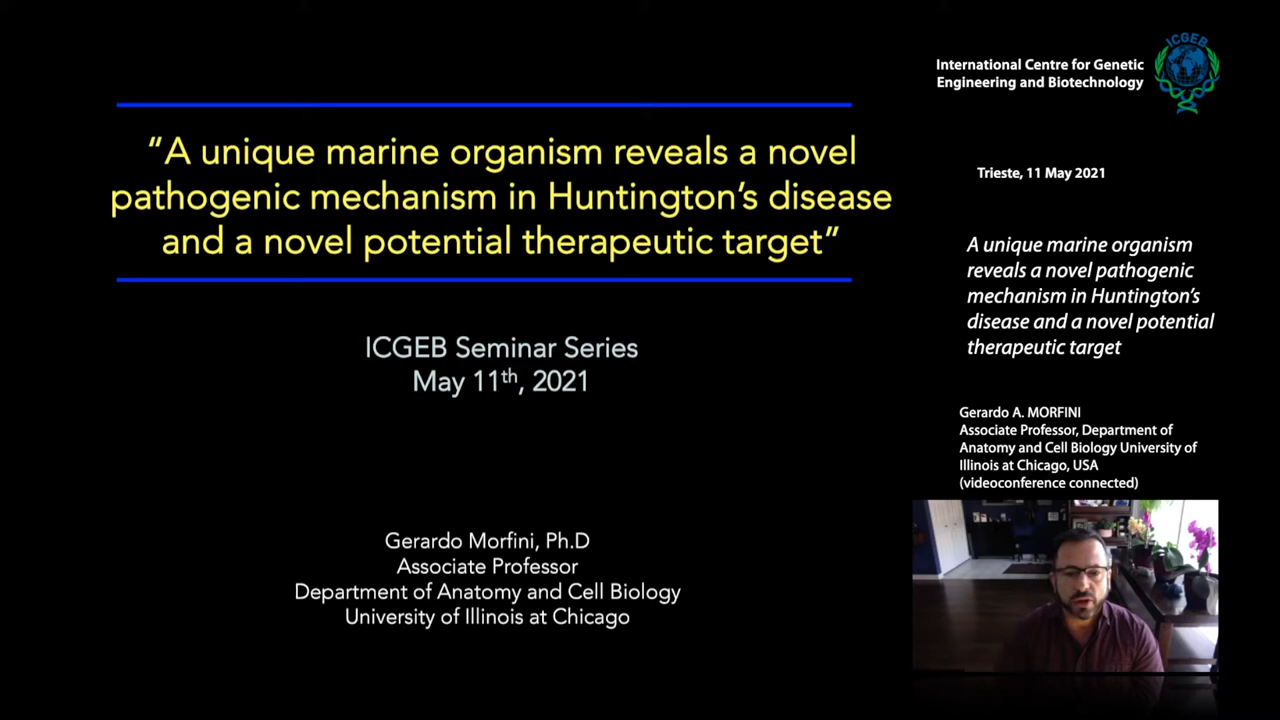 “A unique marine organism reveals a novel
pathogenic mechanism in Huntington’s disease
and a novel potential therapeutic target”
ICGEB Seminar Series
May 11th, 2021
Gerardo Morfini, Ph.D
Associate Professor
Department of Anatomy and Cell Biology
University of Illinois at Chicago
International Centre for Genetic
Engineering and Biotechnology
ICGEB
Trieste, 11 May 2021
A unique marine organism
reveals a novel pathogenic
mechanism in Huntington’s
disease and a novel potential
therapeutic target
Gerardo A. MORFINI
Associate Professor, Department of
Anatomy and Cell Biology University of
Illinois at Chicago, USA
(videoconference connected)